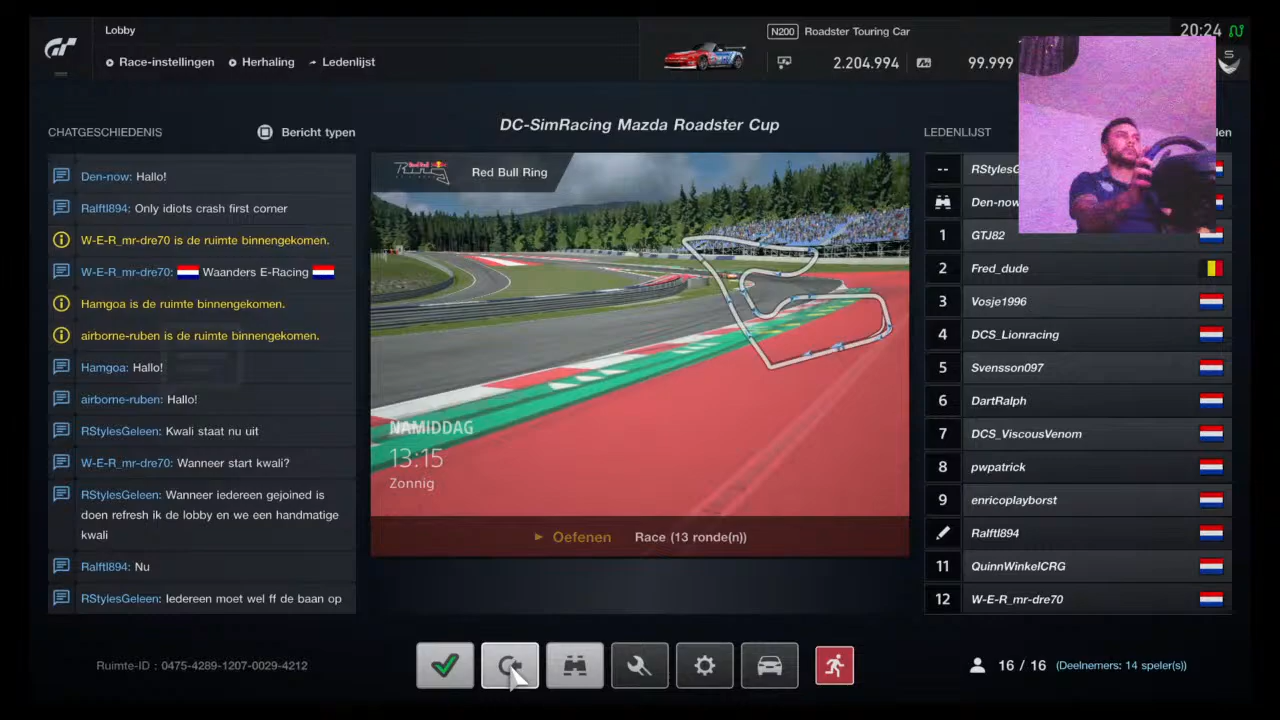 Lobby
N200 Roadster Touring Car
20:24
Race-instellingen Herhaling Ledenlijst
2.204.994 99.999
S
CHATGESCHIEDENIS Bericht typen
Den-now: Hallo!
Ralftl894: Only idiots crash first corner
W-E-R_mr-dre70 is de ruimte binnengekomen.
W-E-R_mr-dre70: Waanders E-Racing
Hamgoa is de ruimte binnengekomen.
airborne-ruben is de ruimte binnengekomen.
Hamgoa: Hallo!
airborne-ruben: Hallo!
RStylesGeleen: Kwali staat nu uit
W-E-R_mr-dre70: Wanneer start kwali?
RStylesGeleen: Wanneer iedereen gejoined is
doen refresh ik de lobby en we een handmatige
kwali
Ralftl894: Nu
RStylesGeleen: Iedereen moet wel ff de baan op
DC-SimRacing Mazda Roadster Cup
Red Bull Ring
NAMIDDAG
13:15
Zonnig
Oefenen Race (13 ronde(n))
LEDENLIJST
-- RStylesG
Den-now
1 GTJ82
2 Fred_dude
3 Vosje1996
4 DCS_Lionracing
5 Svensson097
6 DartRalph
7 DCS_ViscousVenom
8 pwpatrick
9 enricoplayborst
Ralftl894
11 QuinnWinkelCRG
12 W-E-R_mr-dre70
Ruimte-ID : 0475-4289-1207-0029-4212
16 / 16 (Deelnemers: 14 speler(s))